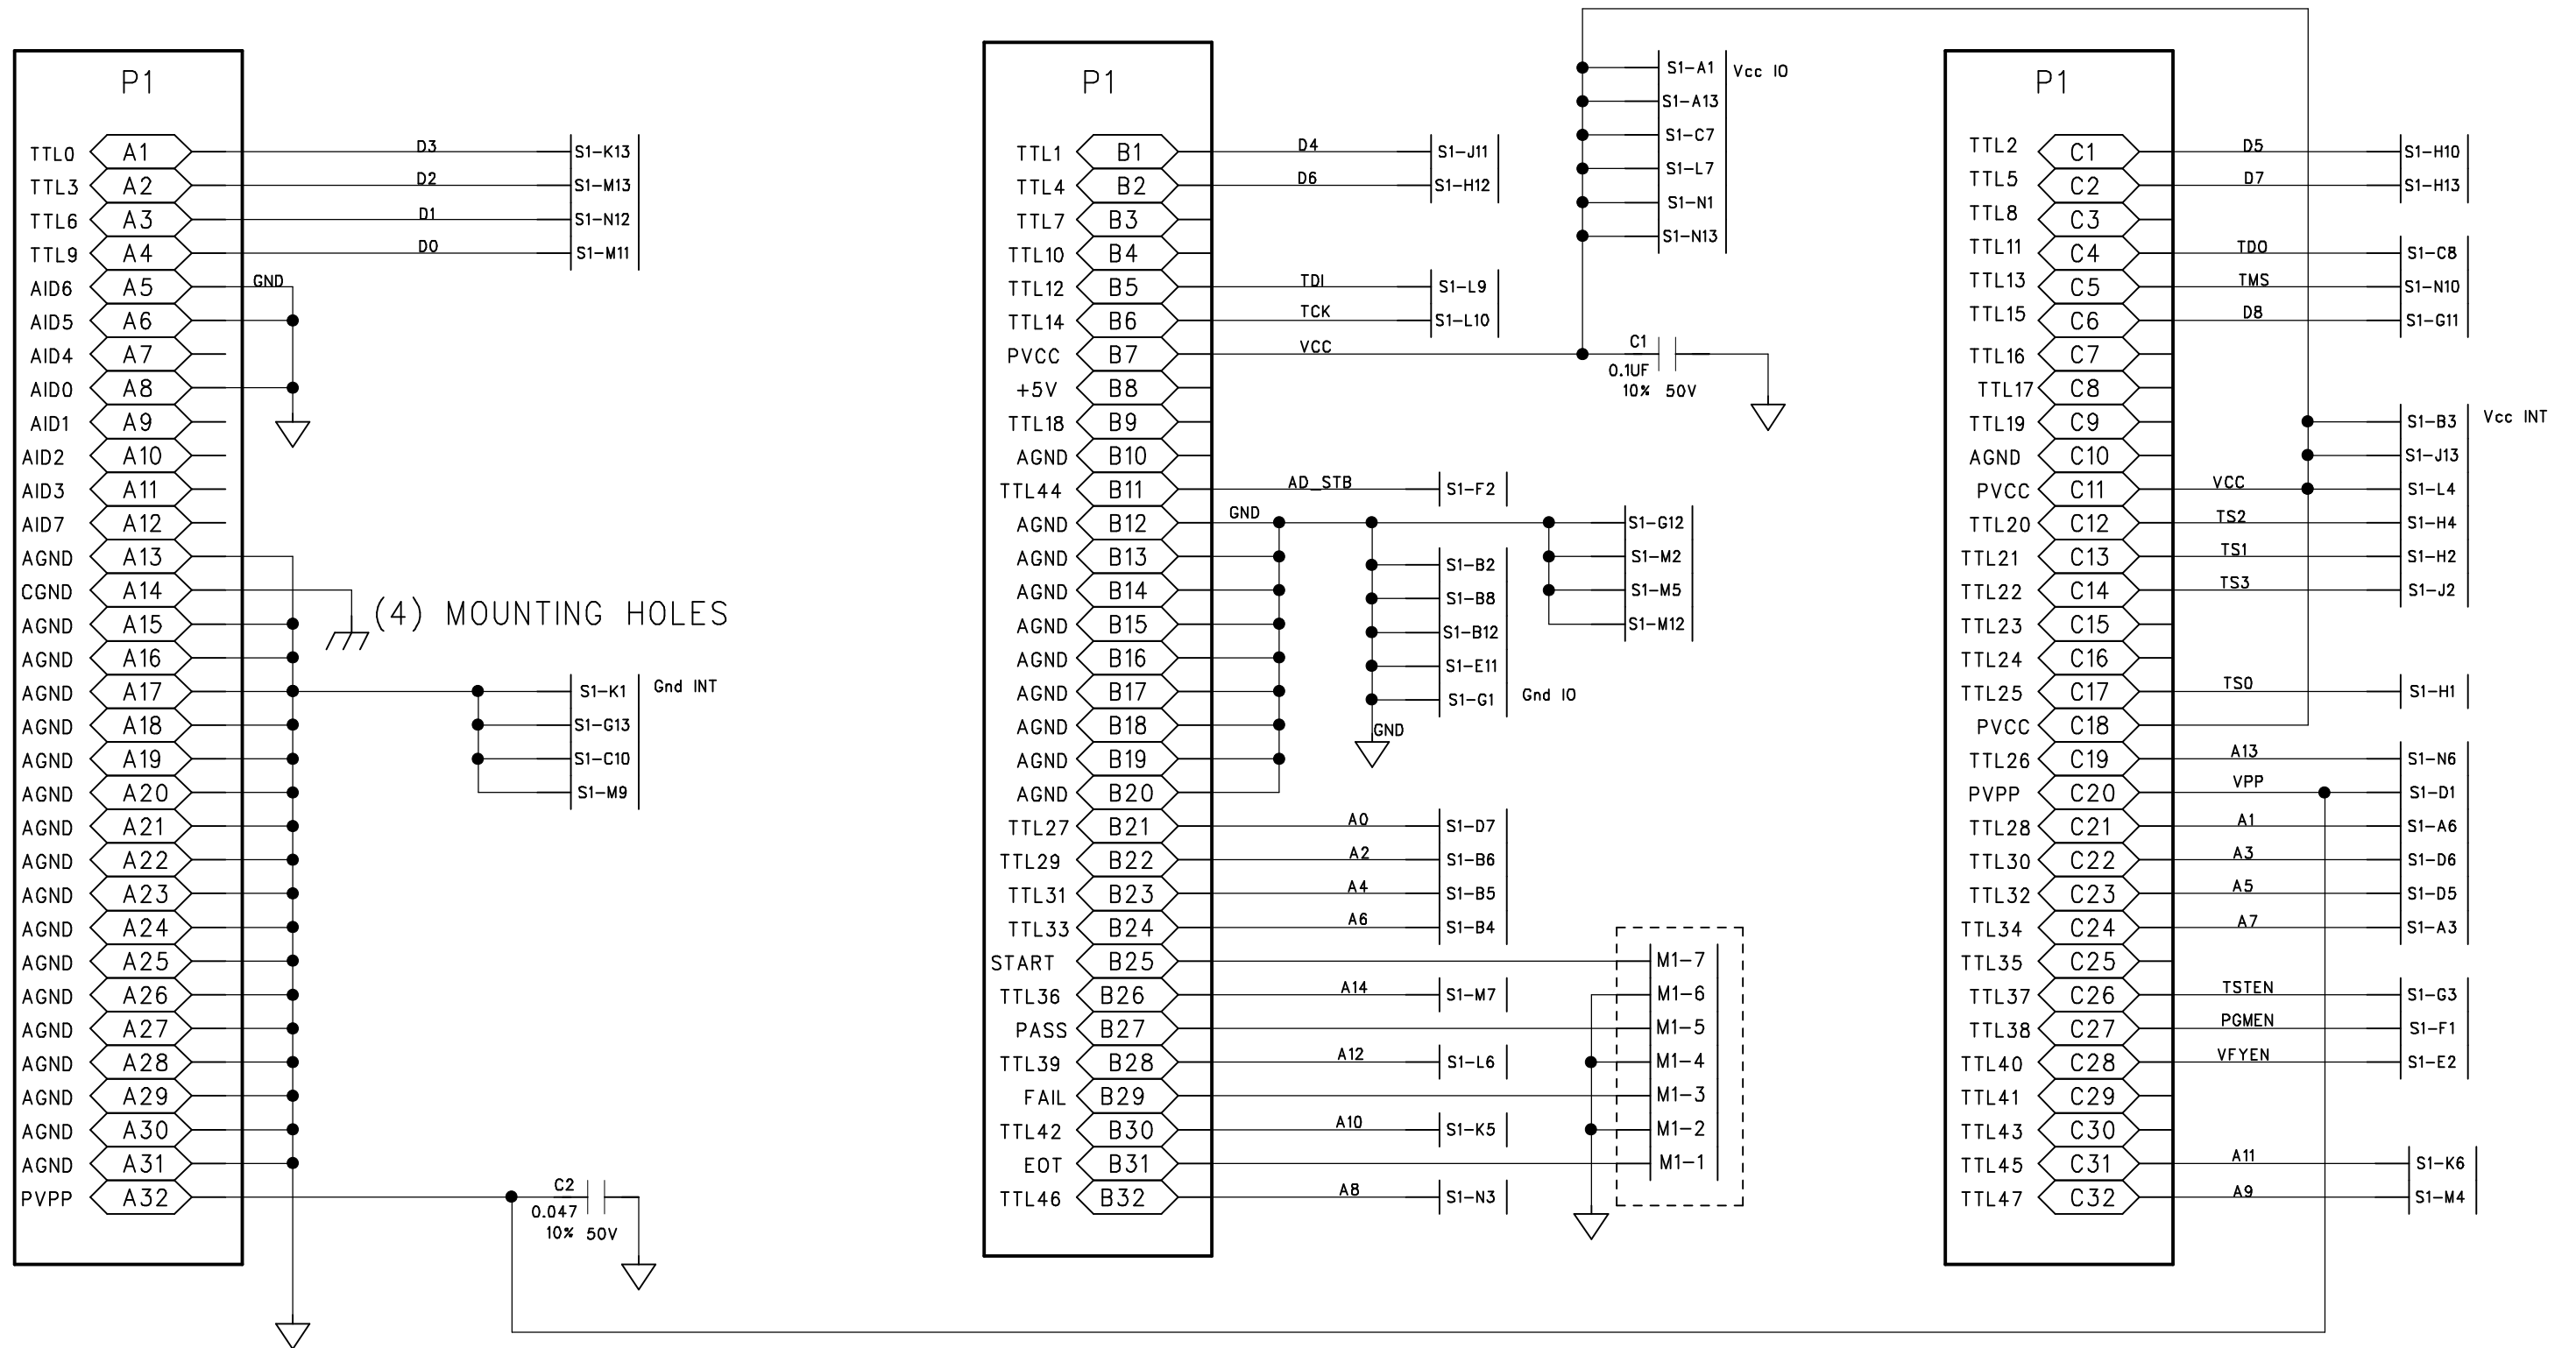 P1
TTL0 A1 D3 S1-K13
TTL3 A2 D2 S1-M13
TTL6 A3 D1 S1-N12
TTL9 A4 D0 S1-M11
AID6 A5 GND
AID5 A6
AID4 A7
AID0 A8
AID1 A9
AID2 A10
AID3 A11
AID7 A12
AGND A13
CGND A14 (4) MOUNTING HOLES
AGND A15
AGND A16
AGND A17 S1-K1 Gnd INT
AGND A18 S1-G13
AGND A19 S1-C10
AGND A20 S1-M9
AGND A21
AGND A22
AGND A23
AGND A24
AGND A25
AGND A26
AGND A27
AGND A28
AGND A29
AGND A30
AGND A31
PVPP A32 C2
0.047
10% 50V
P1
S1-A1 Vcc IO
S1-A13
S1-C7
S1-L7
S1-N1
S1-N13
TTL1 B1 D4 S1-J11
TTL4 B2 D6 S1-H12
TTL7 B3
TTL10 B4
TTL12 B5 TDI S1-L9
TTL14 B6 TCK S1-L10
PVCC B7 VCC C1
0.1UF
10% 50V
+5V B8
TTL18 B9
AGND B10
TTL44 B11 AD_STB S1-F2
AGND B12 GND S1-G12
AGND B13 S1-B2 S1-M2
AGND B14 S1-B8 S1-M5
AGND B15 S1-B12 S1-M12
AGND B16 S1-E11
AGND B17 S1-G1 Gnd IO
AGND B18 GND
AGND B19
AGND B20
TTL27 B21 A0 S1-D7
TTL29 B22 A2 S1-B6
TTL31 B23 A4 S1-B5
TTL33 B24 A6 S1-B4
START B25 M1-7
TTL36 B26 A14 S1-M7 M1-6
PASS B27 M1-5
TTL39 B28 A12 S1-L6 M1-4
FAIL B29 M1-3
TTL42 B30 A10 S1-K5 M1-2
EOT B31 M1-1
TTL46 B32 A8 S1-N3
P1
TTL2 C1 D5 S1-H10
TTL5 C2 D7 S1-H13
TTL8 C3
TTL11 C4 TDO S1-C8
TTL13 C5 TMS S1-N10
TTL15 C6 D8 S1-G11
TTL16 C7
TTL17 C8
TTL19 C9 S1-B3 Vcc INT
AGND C10 S1-J13
PVCC C11 VCC S1-L4
TTL20 C12 TS2 S1-H4
TTL21 C13 TS1 S1-H2
TTL22 C14 TS3 S1-J2
TTL23 C15
TTL24 C16
TTL25 C17 TS0 S1-H1
PVCC C18
TTL26 C19 A13 S1-N6
PVPP C20 VPP S1-D1
TTL28 C21 A1 S1-A6
TTL30 C22 A3 S1-D6
TTL32 C23 A5 S1-D5
TTL34 C24 A7 S1-A3
TTL35 C25
TTL37 C26 TSTEN S1-G3
TTL38 C27 PGMEN S1-F1
TTL40 C28 VFYEN S1-E2
TTL41 C29
TTL43 C30
TTL45 C31 A11 S1-K6
TTL47 C32 A9 S1-M4